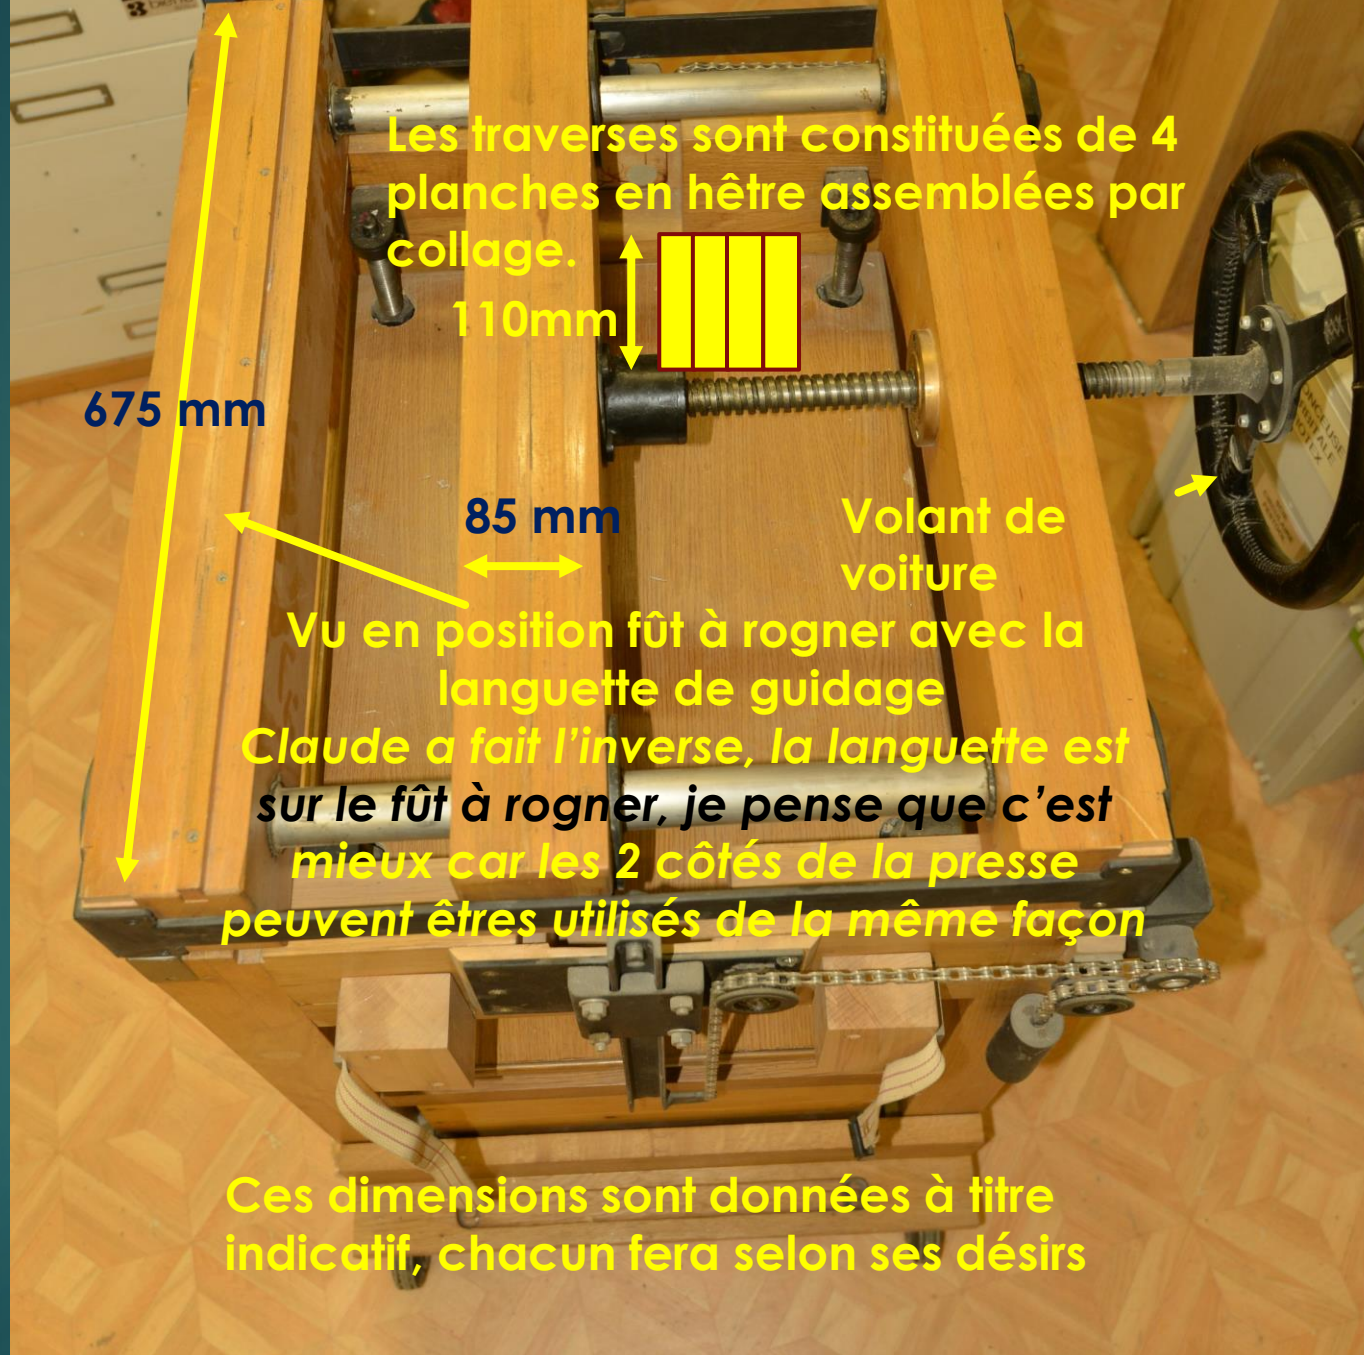 Les traverses sont constituées de 4
planches en hêtre assemblées par
collage.
110mm
675 mm
85 mm
Volant de
voiture
Vu en position fût à rogner avec la
languette de guidage
Claude a fait l’inverse, la languette est
sur le fût à rogner, je pense que c’est
mieux car les 2 côtés de la presse
peuvent êtres utilisés de la même façon
Ces dimensions sont données à titre
indicatif, chacun fera selon ses désirs